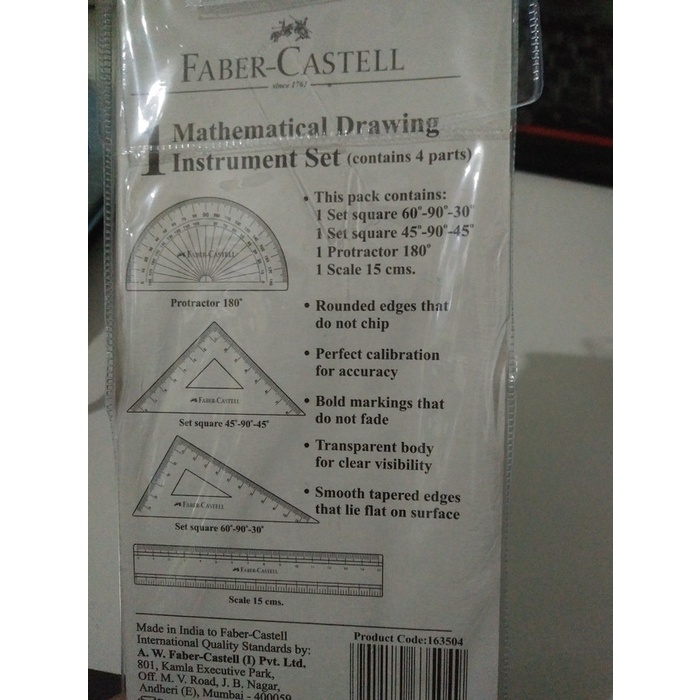 FABER-CASTELL
since 1761
1 Mathematical Drawing
Instrument Set (contains 4 parts)
• This pack contains:
1 Set square 60°-90°-30°
1 Set square 45°-90°-45°
1 Protractor 180°
1 Scale 15 cms.
FABER-CASTELL
Protractor 180°
• Rounded edges that
do not chip
• Perfect calibration
for accuracy
FABER-CASTELL
Set square 45°-90°-45°
• Bold markings that
do not fade
• Transparent body
for clear visibility
FABER-CASTELL
Set square 60°-90°-30°
• Smooth tapered edges
that lie flat on surface
FABER-CASTELL
Scale 15 cms.
Made in India to Faber-Castell
International Quality Standards by:
A. W. Faber-Castell (I) Pvt. Ltd.
801, Kamla Executive Park,
Off. M. V. Road, J. B. Nagar,
Andheri (E), Mumbai - 400059
Product Code:163504